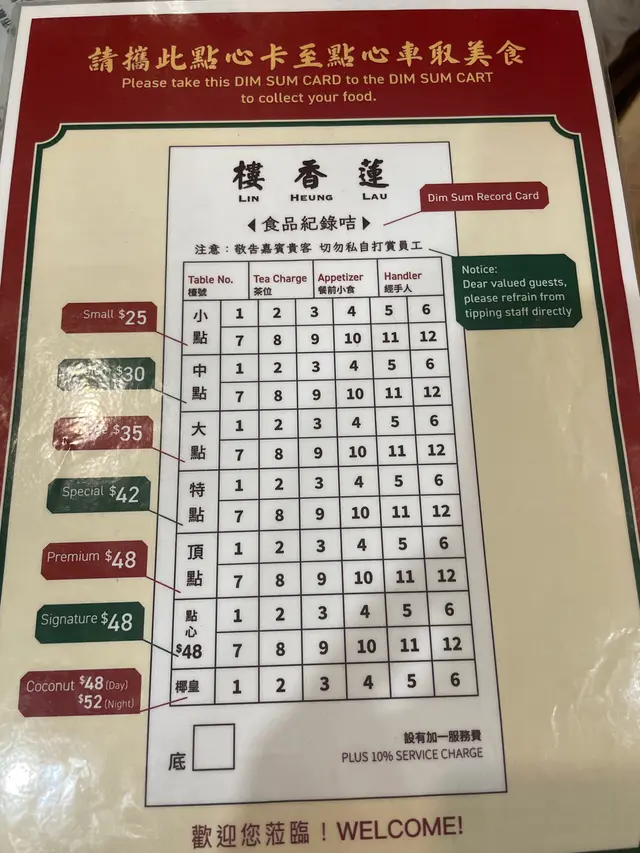 請攜此點心卡至點心車取美食
Please take this DIM SUM CARD to the DIM SUM CART
to collect your food.
樓香蓮
LIN HEUNG LAU
Dim Sum Record Card
食品紀錄咭
注意：敬告嘉賓貴客 切勿私自打賞員工
Notice:
Dear valued guests,
please refrain from
tipping staff directly
Table No. Tea Charge Appetizer Handler
檯號 茶位 餐前小食 經手人
Small $25
小點 1 2 3 4 5 6
7 8 9 10 11 12
$30
中點 1 2 3 4 5 6
7 8 9 10 11 12
$35
大點 1 2 3 4 5 6
7 8 9 10 11 12
Special $42
特點 1 2 3 4 5 6
7 8 9 10 11 12
Premium $48
頂點 1 2 3 4 5 6
7 8 9 10 11 12
Signature $48
點心 $48 1 2 3 4 5 6
7 8 9 10 11 12
Coconut $48 (Day)
$52 (Night)
椰皇 1 2 3 4 5 6
底
設有加一服務費
PLUS 10% SERVICE CHARGE
歡迎您蒞臨！WELCOME!